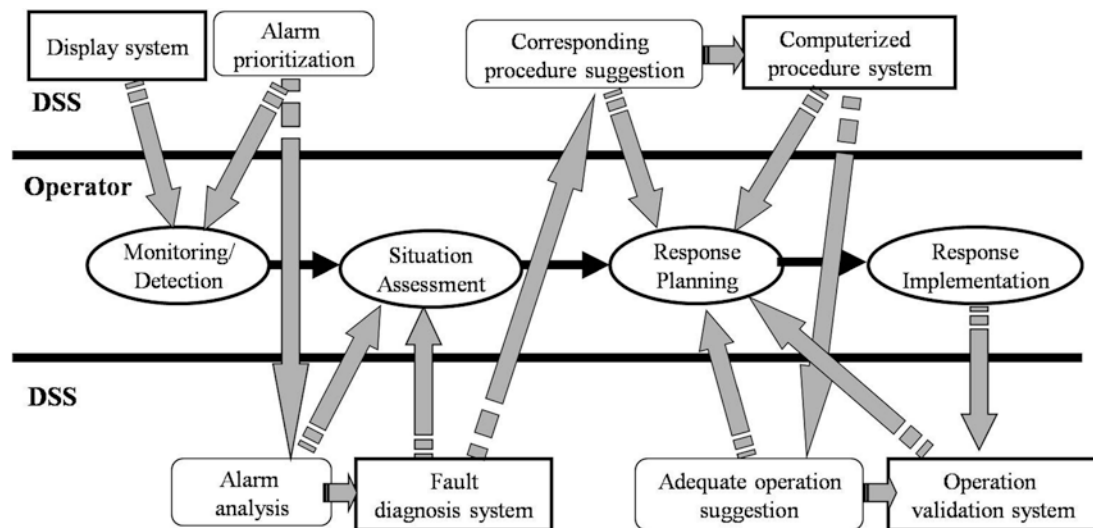 Display system
Alarm
prioritization
Corresponding
procedure suggestion
Computerized
procedure system
DSS
Operator
Monitoring/
Detection
Situation
Assessment
Response
Planning
Response
Implementation
DSS
Alarm
analysis
Fault
diagnosis system
Adequate operation
suggestion
Operation
validation system